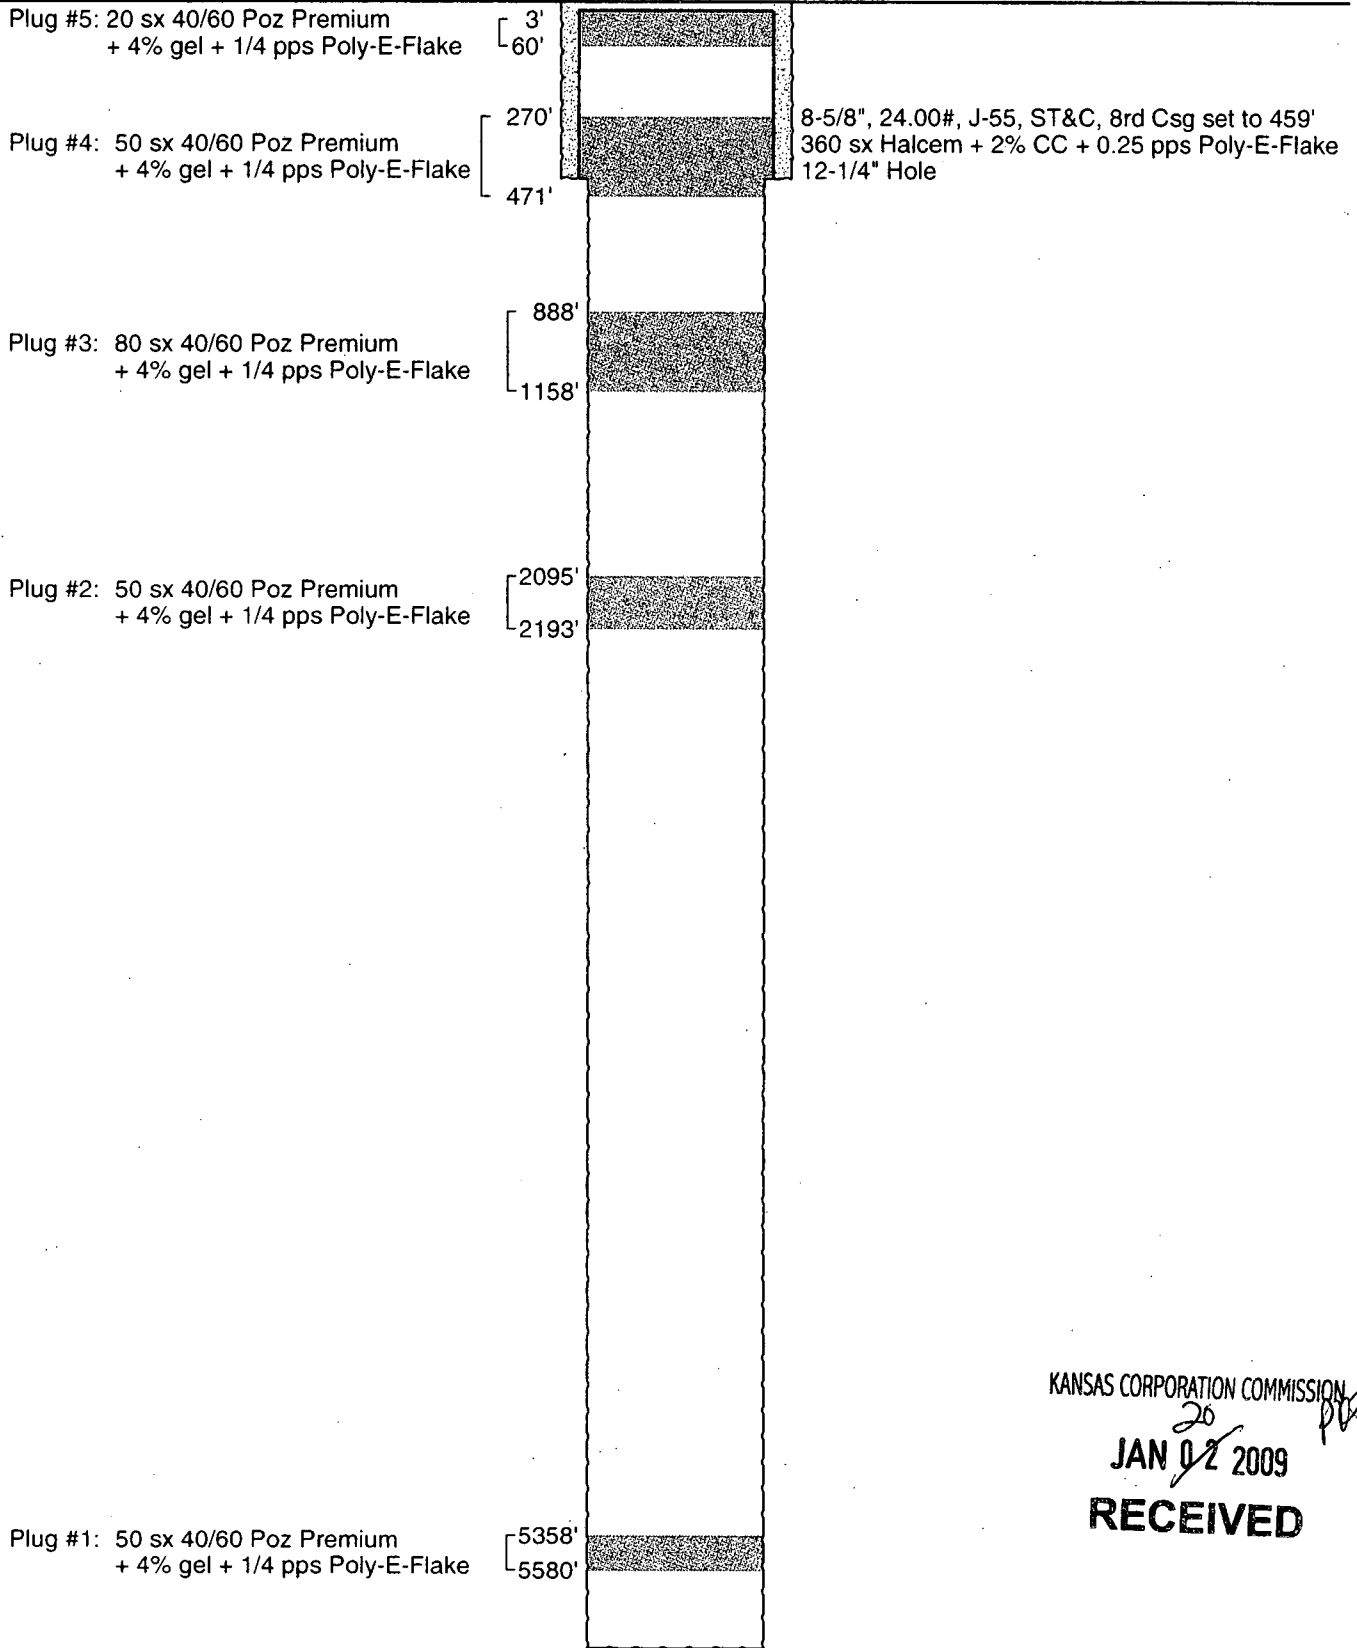 Plug #5: 20 sx 40/60 Poz Premium
+ 4% gel + 1/4 pps Poly-E-Flake
3'
60'
270'
Plug #4: 50 sx 40/60 Poz Premium
+ 4% gel + 1/4 pps Poly-E-Flake
471'
8-5/8", 24.00#, J-55, ST&C, 8rd Csg set to 459'
360 sx Halcem + 2% CC + 0.25 pps Poly-E-Flake
12-1/4" Hole
888'
Plug #3: 80 sx 40/60 Poz Premium
+ 4% gel + 1/4 pps Poly-E-Flake
1158'
2095'
Plug #2: 50 sx 40/60 Poz Premium
+ 4% gel + 1/4 pps Poly-E-Flake
2193'
KANSAS CORPORATION COMMISSION
20
JAN 02 2009
RECEIVED
Plug #1: 50 sx 40/60 Poz Premium
+ 4% gel + 1/4 pps Poly-E-Flake
5358'
5580'